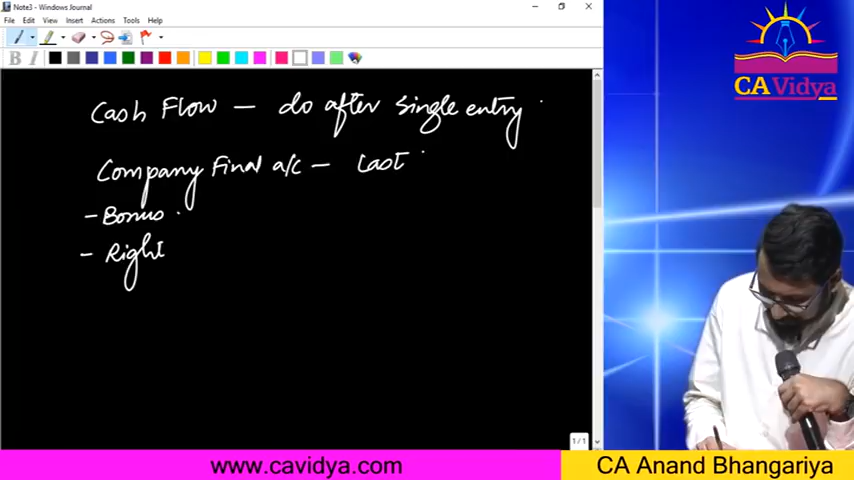 Note3 - Windows Journal
File Edit View Insert Actions Tools Help
B I
Cash Flow — do after single entry
Company Final a/c — Last
- Bonus
- Right
1/1
CA Vidya
www.cavidya.com
CA Anand Bhangariya